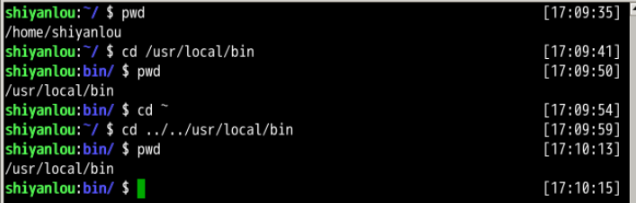 shiyanlou:~/ $ pwd [17:09:35]
/home/shiyanlou
shiyanlou:~/ $ cd /usr/local/bin [17:09:41]
shiyanlou:bin/ $ pwd [17:09:50]
/usr/local/bin
shiyanlou:bin/ $ cd ~ [17:09:54]
shiyanlou:~/ $ cd ../../usr/local/bin [17:09:59]
shiyanlou:bin/ $ pwd [17:10:13]
/usr/local/bin
shiyanlou:bin/ $ [17:10:15]